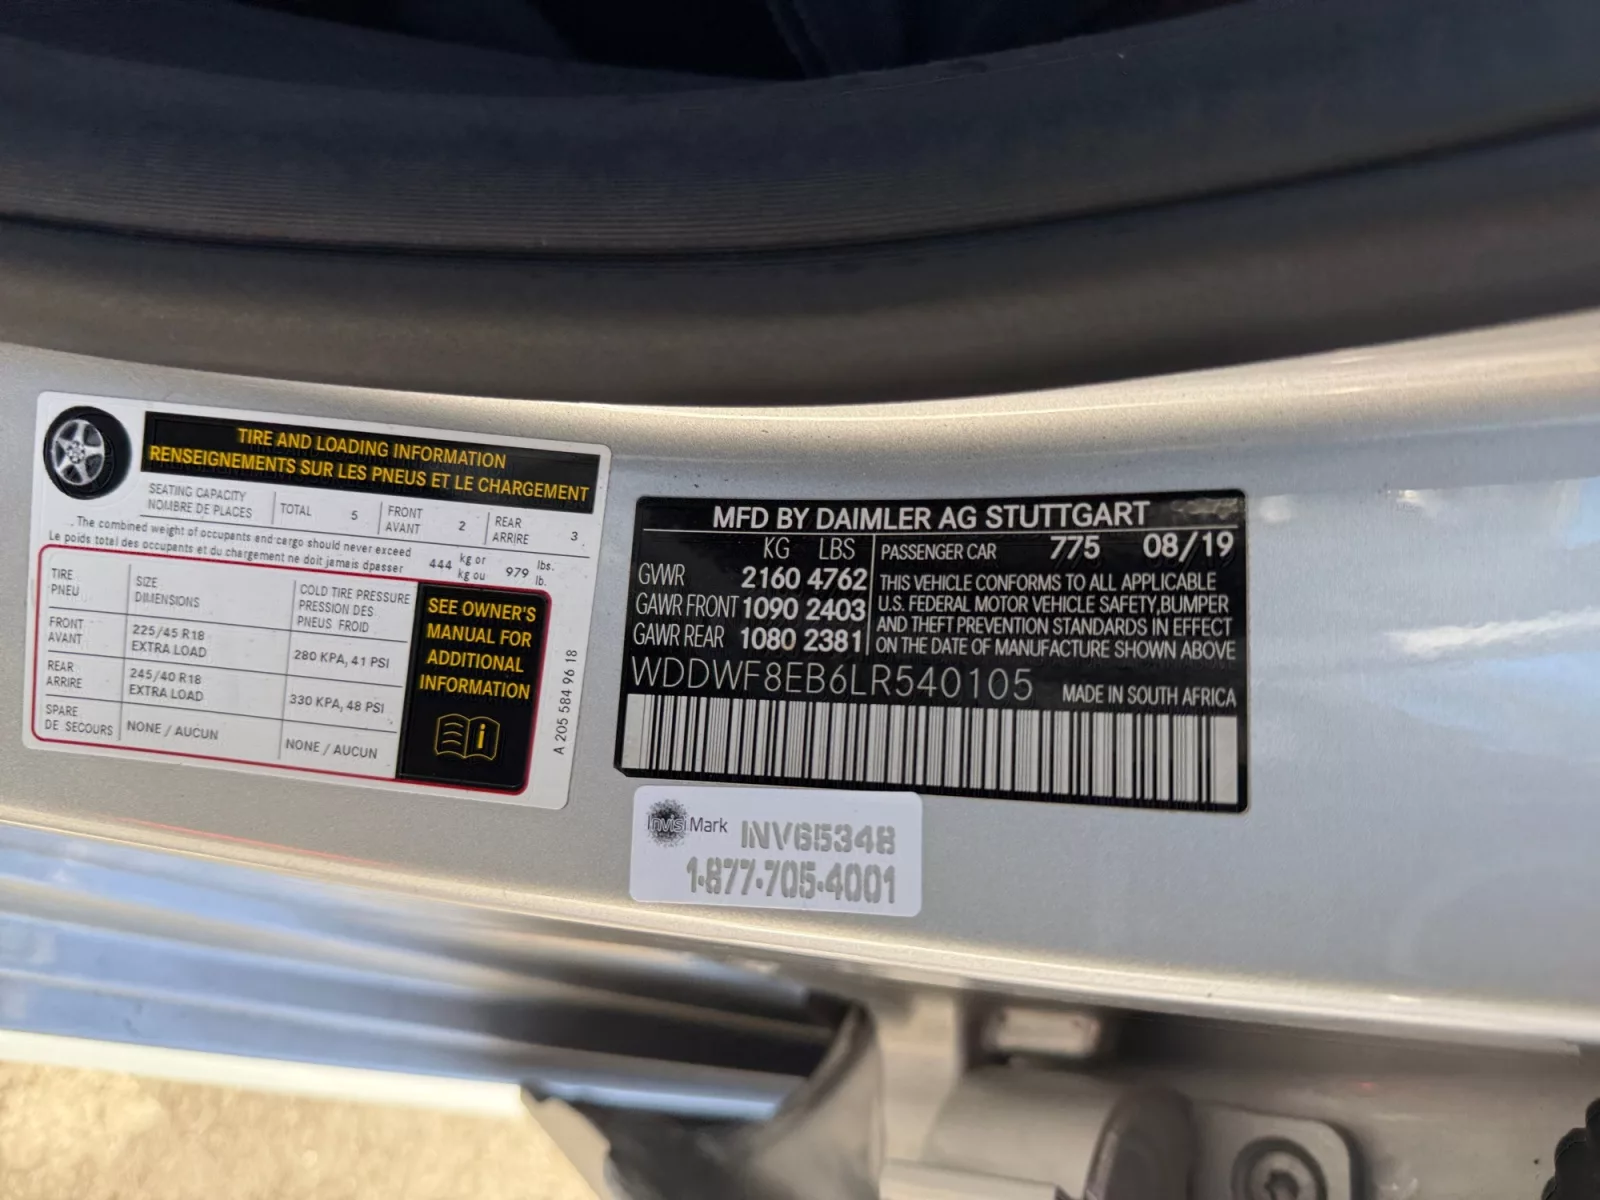 TIRE AND LOADING INFORMATION
RENSEIGNEMENTS SUR LES PNEUS ET LE CHARGEMENT
SEATING CAPACITY
NOMBRE DE PLACES
TOTAL 5
FRONT
AVANT 2
REAR
ARRIRE 3
The combined weight of occupants and cargo should never exceed
Le poids total des occupants et du chargement ne doit jamais dpasser
444 kg or
kg ou
979 lbs.
lb.
TIRE
PNEU
SIZE
DIMENSIONS
COLD TIRE PRESSURE
PRESSION DES
PNEUS FROID
FRONT
AVANT
225/45 R18
EXTRA LOAD
280 KPA, 41 PSI
REAR
ARRIRE
245/40 R18
EXTRA LOAD
330 KPA, 48 PSI
SPARE
DE SECOURS
NONE / AUCUN
NONE / AUCUN
SEE OWNER'S
MANUAL FOR
ADDITIONAL
INFORMATION
A 205 584 96 18
MFD BY DAIMLER AG STUTTGART
KG LBS
GVWR 2160 4762
GAWR FRONT 1090 2403
GAWR REAR 1080 2381
PASSENGER CAR 775 08/19
THIS VEHICLE CONFORMS TO ALL APPLICABLE
U.S. FEDERAL MOTOR VEHICLE SAFETY,BUMPER
AND THEFT PREVENTION STANDARDS IN EFFECT
ON THE DATE OF MANUFACTURE SHOWN ABOVE
WDDWF8EB6LR540105
MADE IN SOUTH AFRICA
InvisiMark INV65348
1-877-705-4001